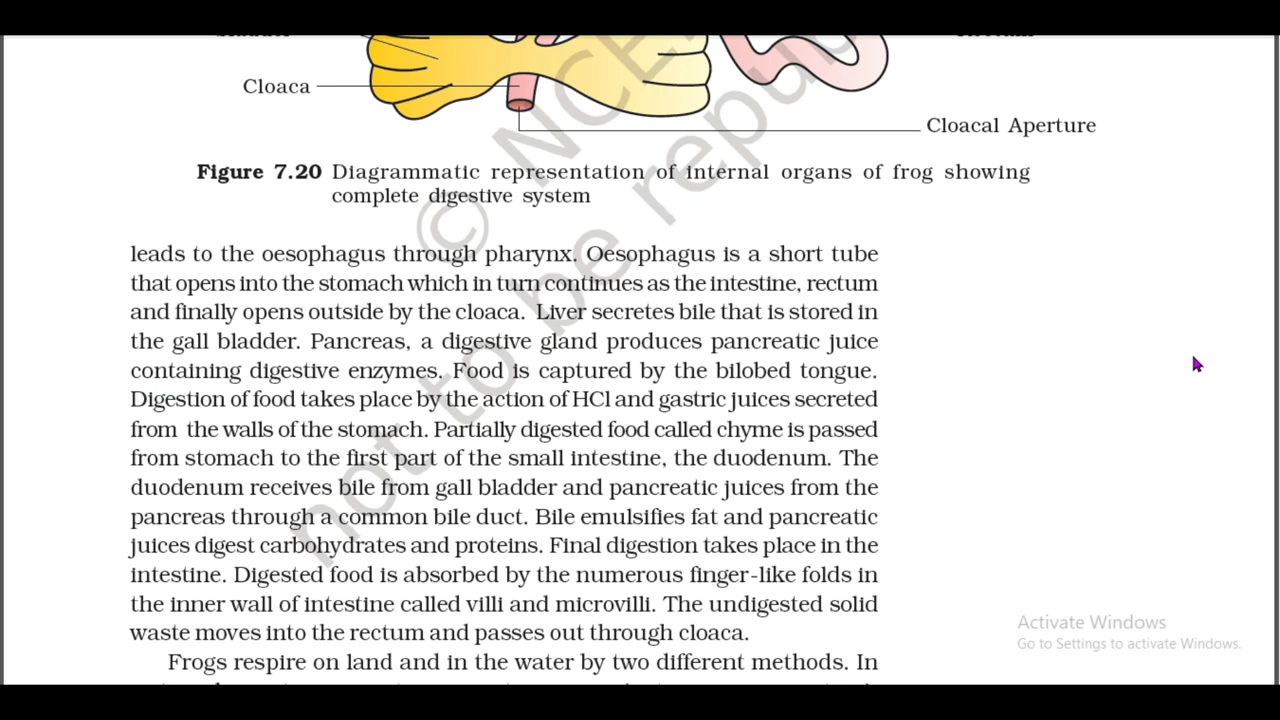 Cloaca
Cloacal Aperture
Figure 7.20 Diagrammatic representation of internal organs of frog showing
complete digestive system
leads to the oesophagus through pharynx. Oesophagus is a short tube
that opens into the stomach which in turn continues as the intestine, rectum
and finally opens outside by the cloaca. Liver secretes bile that is stored in
the gall bladder. Pancreas, a digestive gland produces pancreatic juice
containing digestive enzymes. Food is captured by the bilobed tongue.
Digestion of food takes place by the action of HCl and gastric juices secreted
from the walls of the stomach. Partially digested food called chyme is passed
from stomach to the first part of the small intestine, the duodenum. The
duodenum receives bile from gall bladder and pancreatic juices from the
pancreas through a common bile duct. Bile emulsifies fat and pancreatic
juices digest carbohydrates and proteins. Final digestion takes place in the
intestine. Digested food is absorbed by the numerous finger-like folds in
the inner wall of intestine called villi and microvilli. The undigested solid
waste moves into the rectum and passes out through cloaca.
Frogs respire on land and in the water by two different methods. In
© NCE
not to be repu
Activate Windows
Go to Settings to activate Windows.